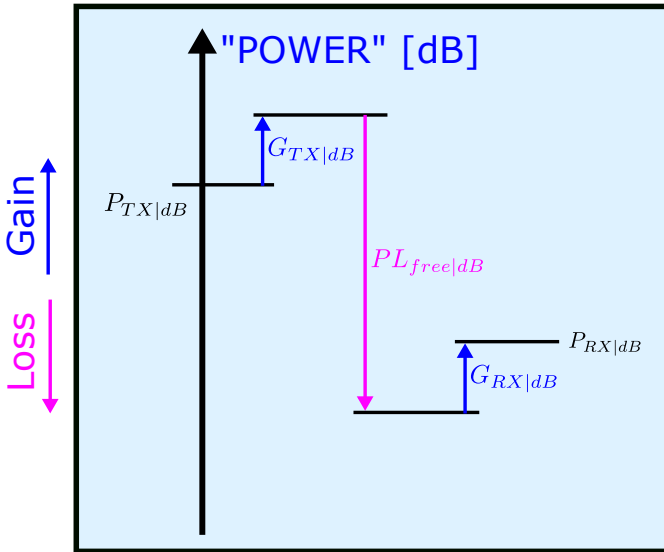 "POWER" [dB]
G_{TX|dB}
P_{TX|dB}
Gain
PL_{free|dB}
Loss
P_{RX|dB}
G_{RX|dB}